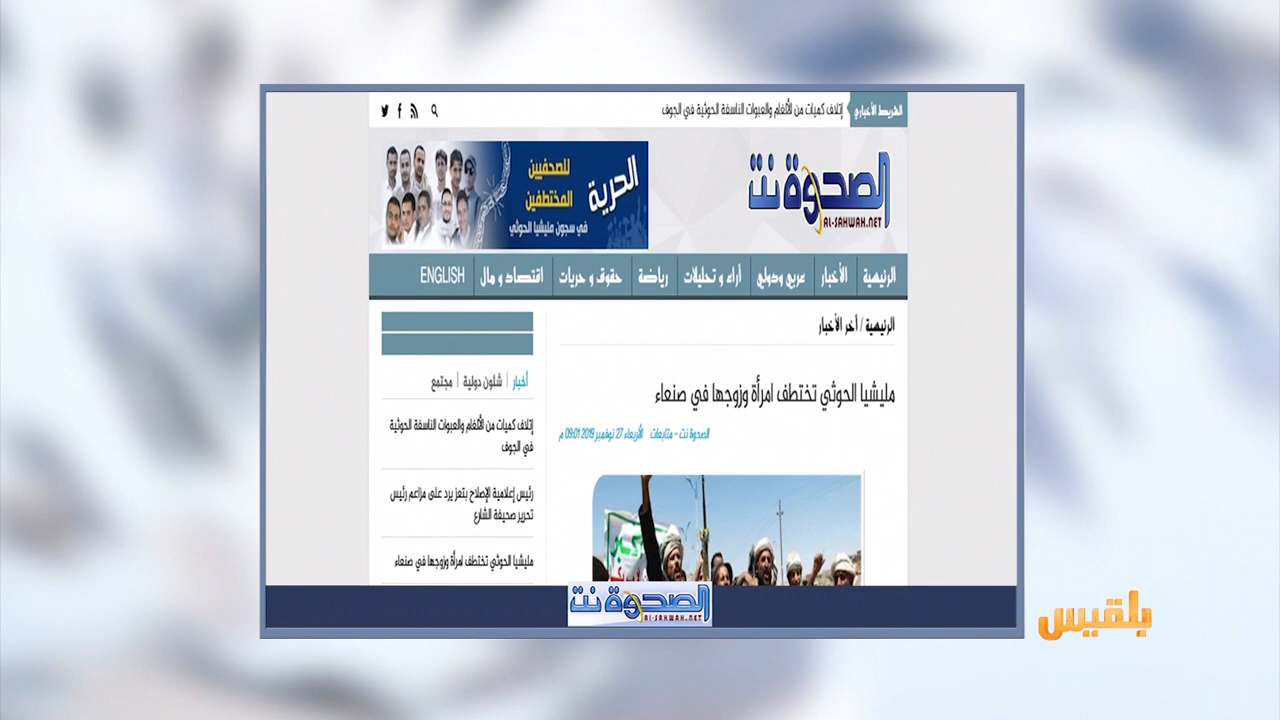 الشريط الأخباري
إتلاف كميات من الألغام والعبوات الناسفة الحوثية في الجوف
الصحوة نت
AL-SAHWAH.NET
الحرية
للصحفيين
المختطفين
في سجون مليشيا الحوثي
الرئيسية
الأخبار
عربي ودولي
أراء و تحليلات
رياضة
حقوق و حريات
اقتصاد و مال
ENGLISH
الرئيسية / أخر الأخبار
مليشيا الحوثي تختطف امرأة وزوجها في صنعاء
الصحوة نت - متابعات
الأربعاء 27 نوفمبر 2019 09:01 م
أخبار | شئون دولية | مجتمع
إتلاف كميات من الألغام والعبوات الناسفة الحوثية
في الجوف
رئيس إعلامية الإصلاح بتعز يرد على مزاعم رئيس
تحرير صحيفة الشارع
مليشيا الحوثي تختطف امرأة وزوجها في صنعاء
الصحوة نت
AL-SAHWAH.NET
بلقيس